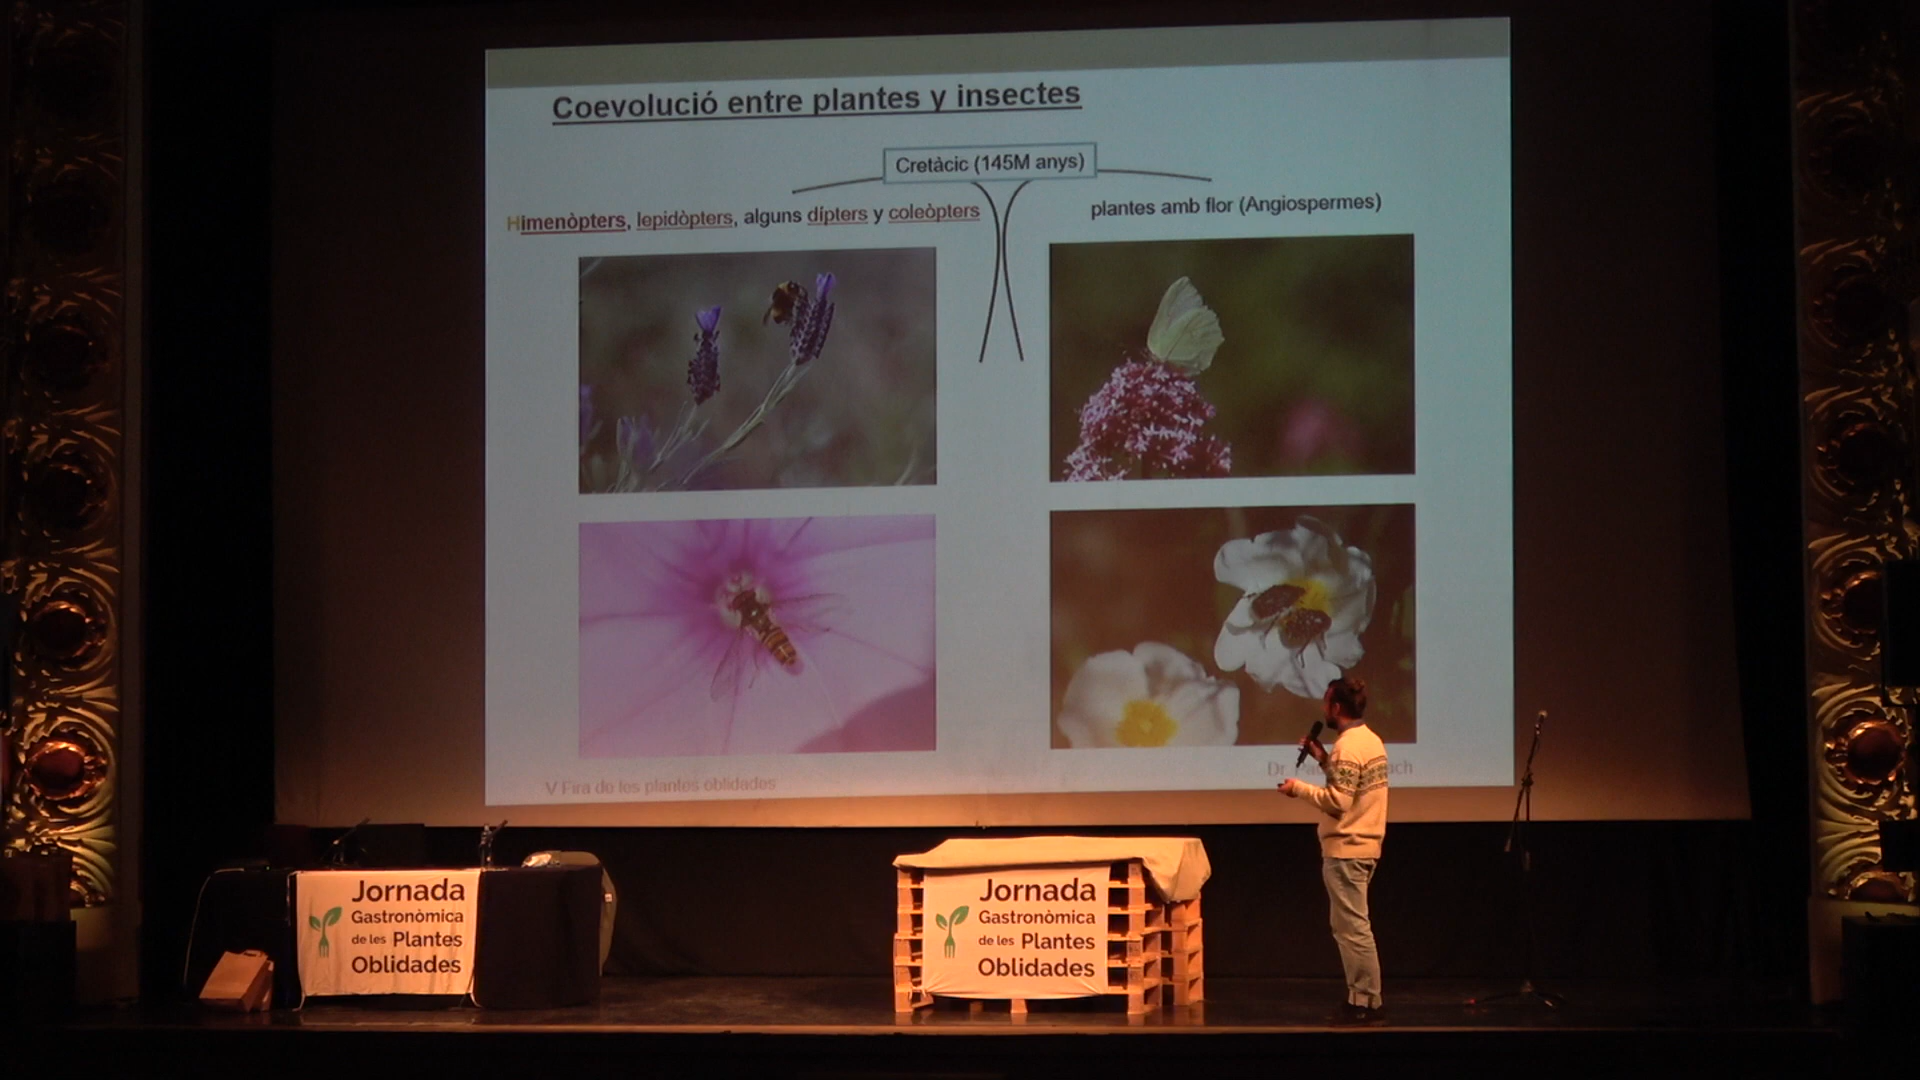 Coevolució entre plantes y insectes
Cretàcic (145M anys)
Himenòpters, lepidòpters, alguns dípters y coleòpters
plantes amb flor (Angiospermes)
V Fira de les plantes oblidades
Dr.
Jornada
Gastronòmica
de les Plantes
Oblidades
Jornada
Gastronòmica
de les Plantes
Oblidades